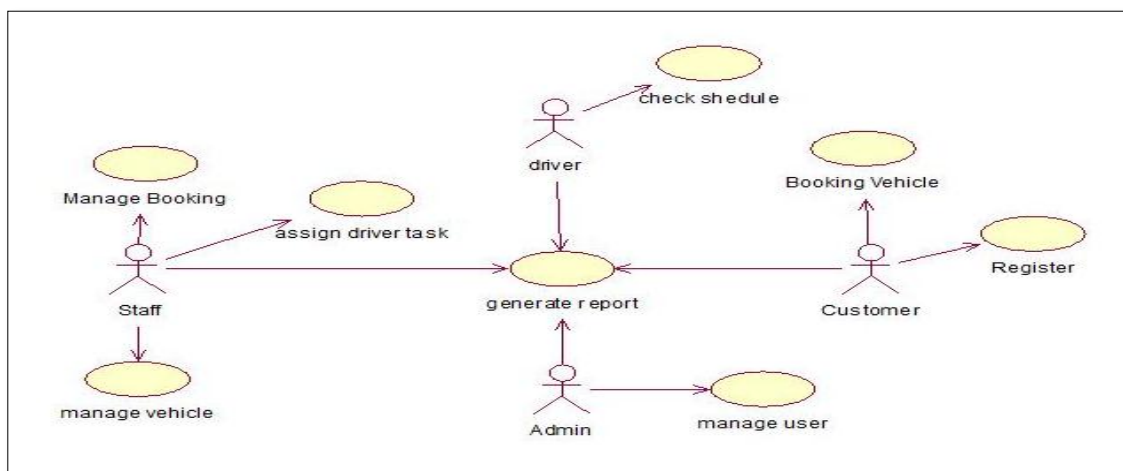 check shedule
driver
Manage Booking
Booking Vehicle
assign driver task
Register
Staff
generate report
Customer
manage vehicle
Admin
manage user